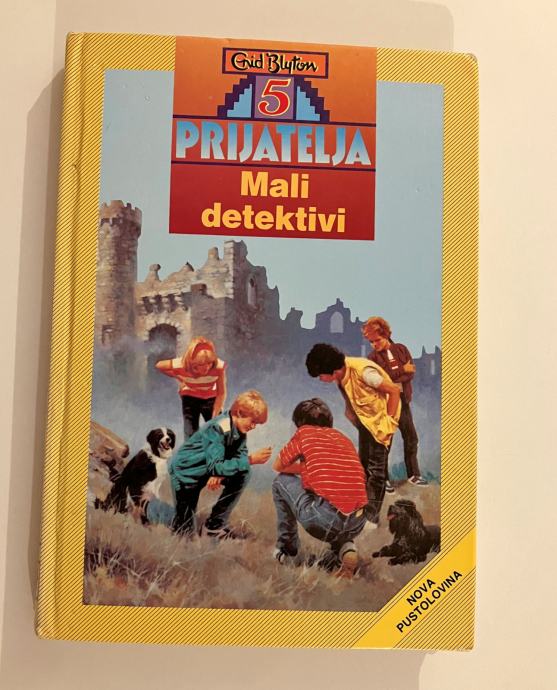 Enid Blyton
5
PRIJATELJA
Mali
detektivi
NOVA
PUSTOLOVINA